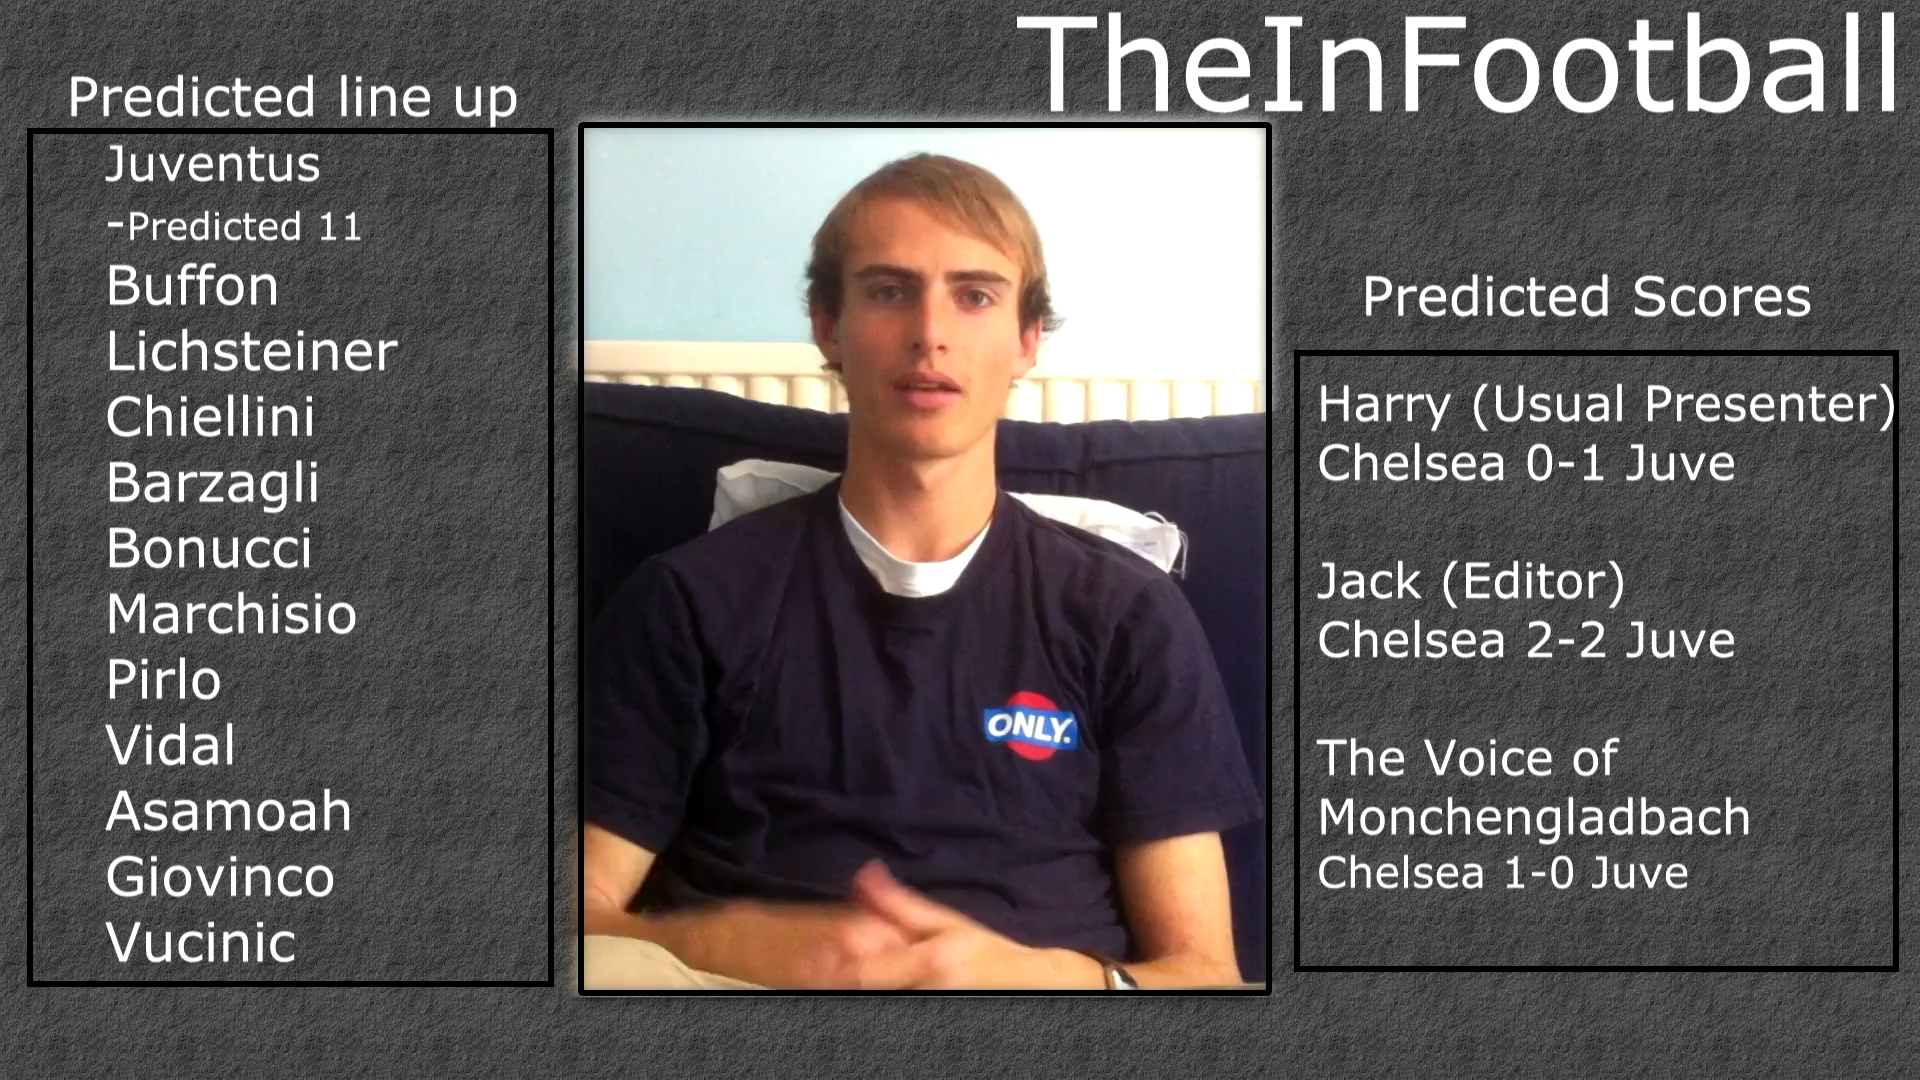 TheInFootball
Predicted line up
Juventus
-Predicted 11
Buffon
Lichsteiner
Chiellini
Barzagli
Bonucci
Marchisio
Pirlo
Vidal
Asamoah
Giovinco
Vucinic
ONLY.
Predicted Scores
Harry (Usual Presenter)
Chelsea 0-1 Juve
Jack (Editor)
Chelsea 2-2 Juve
The Voice of
Monchengladbach
Chelsea 1-0 Juve